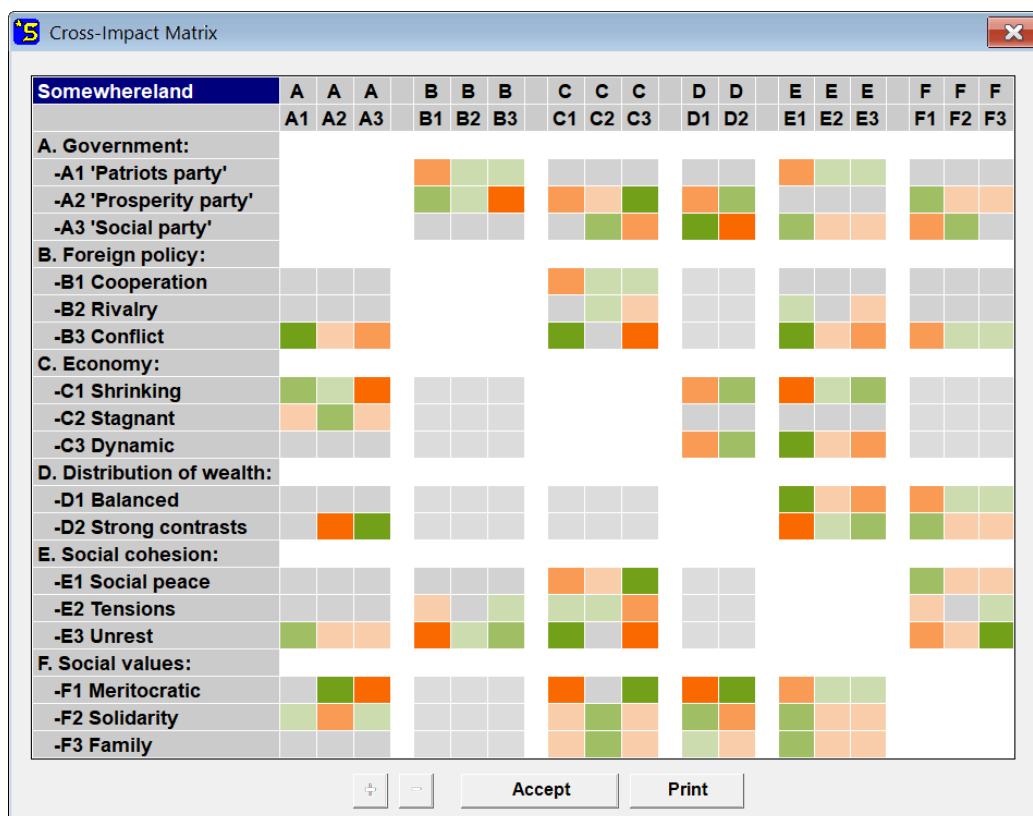 Cross-Impact Matrix
Somewhereland A A A B B B C C C D D E E E F F F
A1 A2 A3 B1 B2 B3 C1 C2 C3 D1 D2 E1 E2 E3 F1 F2 F3
A. Government:
-A1 'Patriots party'
-A2 'Prosperity party'
-A3 'Social party'
B. Foreign policy:
-B1 Cooperation
-B2 Rivalry
-B3 Conflict
C. Economy:
-C1 Shrinking
-C2 Stagnant
-C3 Dynamic
D. Distribution of wealth:
-D1 Balanced
-D2 Strong contrasts
E. Social cohesion:
-E1 Social peace
-E2 Tensions
-E3 Unrest
F. Social values:
-F1 Meritocratic
-F2 Solidarity
-F3 Family
Accept Print